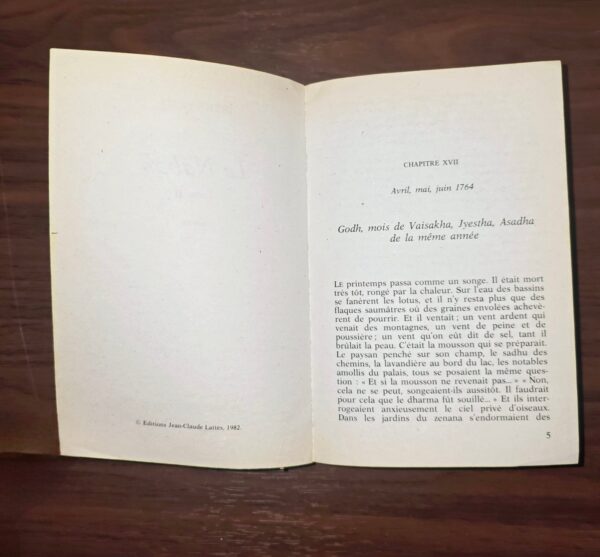 © Editions Jean-Claude Lattès, 1982.
CHAPITRE XVII
Avril, mai, juin 1764
Godh, mois de Vaisakha, Jyestha, Asadha
de la même année
LE printemps passa comme un songe. Il était mort
très tôt, rongé par la chaleur. Sur l'eau des bassins
se fanèrent les lotus, et il n'y resta plus que des
flaques saumâtres où des graines envolées achevè-
rent de pourrir. Et il ventait ; un vent ardent qui
venait des montagnes, un vent de peine et de
poussière ; un vent qu'on eût dit de sel, tant il
brûlait la peau. C'était la mousson qui se préparait.
Le paysan penché sur son champ, le sadhu des
chemins, la lavandière au bord du lac, les notables
amollis du palais, tous se posaient la même ques-
tion : « Et si la mousson ne revenait pas... » « Non,
cela ne se peut, songeaient-ils aussitôt. Il faudrait
pour cela que le dharma fût souillé... » Et ils inter-
rogeaient anxieusement le ciel privé d'oiseaux.
Dans les jardins du zenana s'endormaient des
5